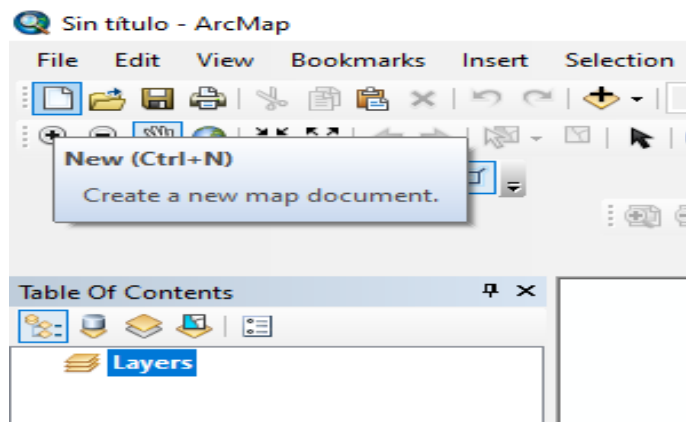 Sin título - ArcMap
File Edit View Bookmarks Insert Selection
New (Ctrl+N)
Create a new map document.
Table Of Contents
Layers